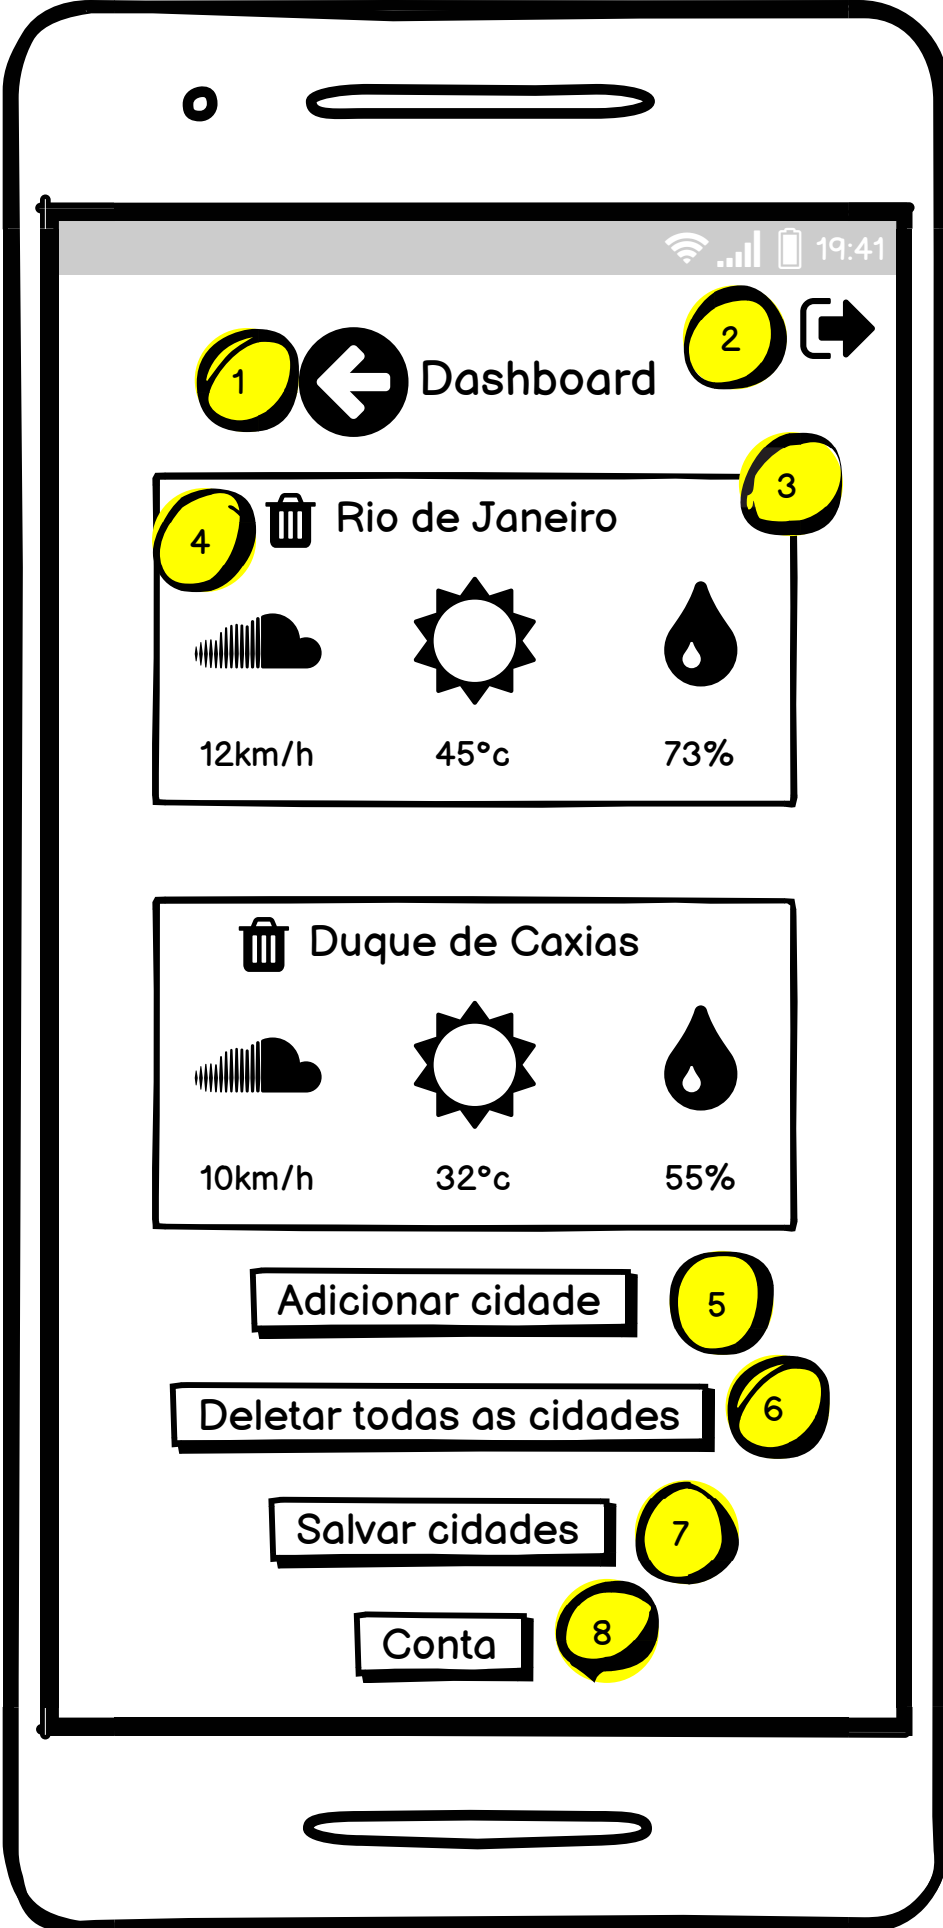 19:41
2
1 Dashboard
3
4 Rio de Janeiro
12km/h 45°c 73%
Duque de Caxias
10km/h 32°c 55%
Adicionar cidade 5
Deletar todas as cidades 6
Salvar cidades 7
Conta 8